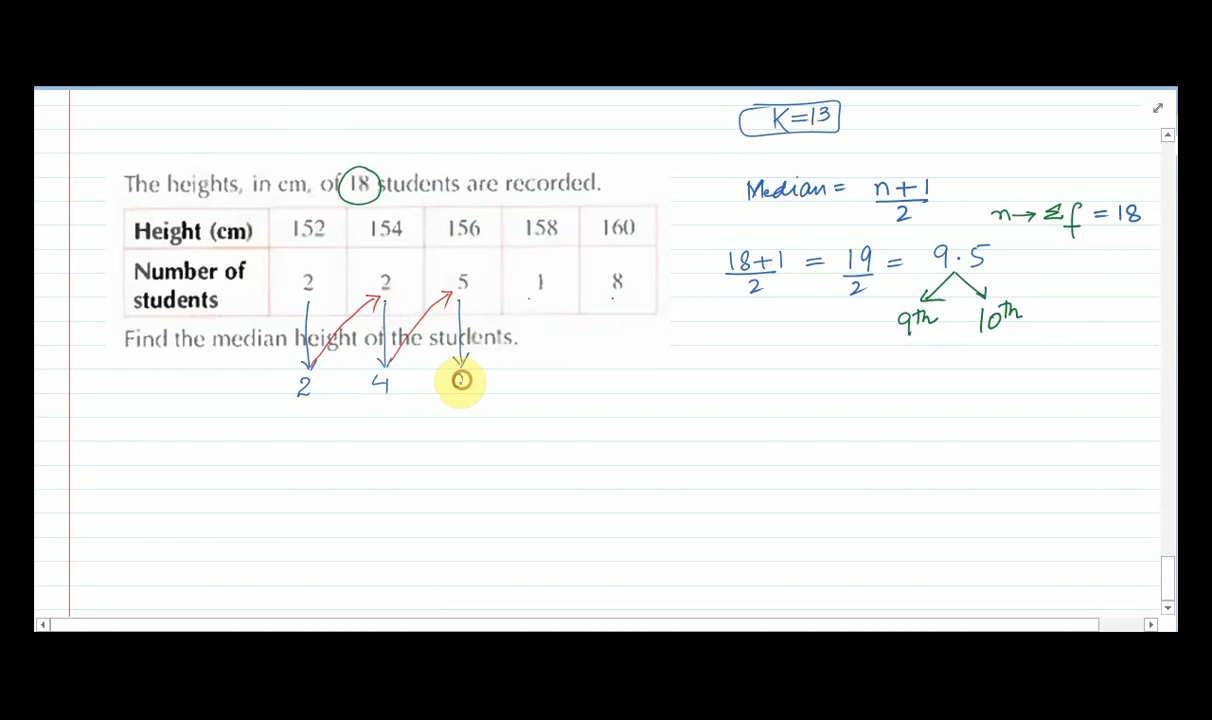 K=13
The heights, in cm, of 18 students are recorded.
Height (cm) 152 154 156 158 160
Number of students 2 2 5 1 8
Find the median height of the students.
2 4
Median = n+1/2
n→ Σf = 18
18+1/2 = 19/2 = 9.5
9th 10th